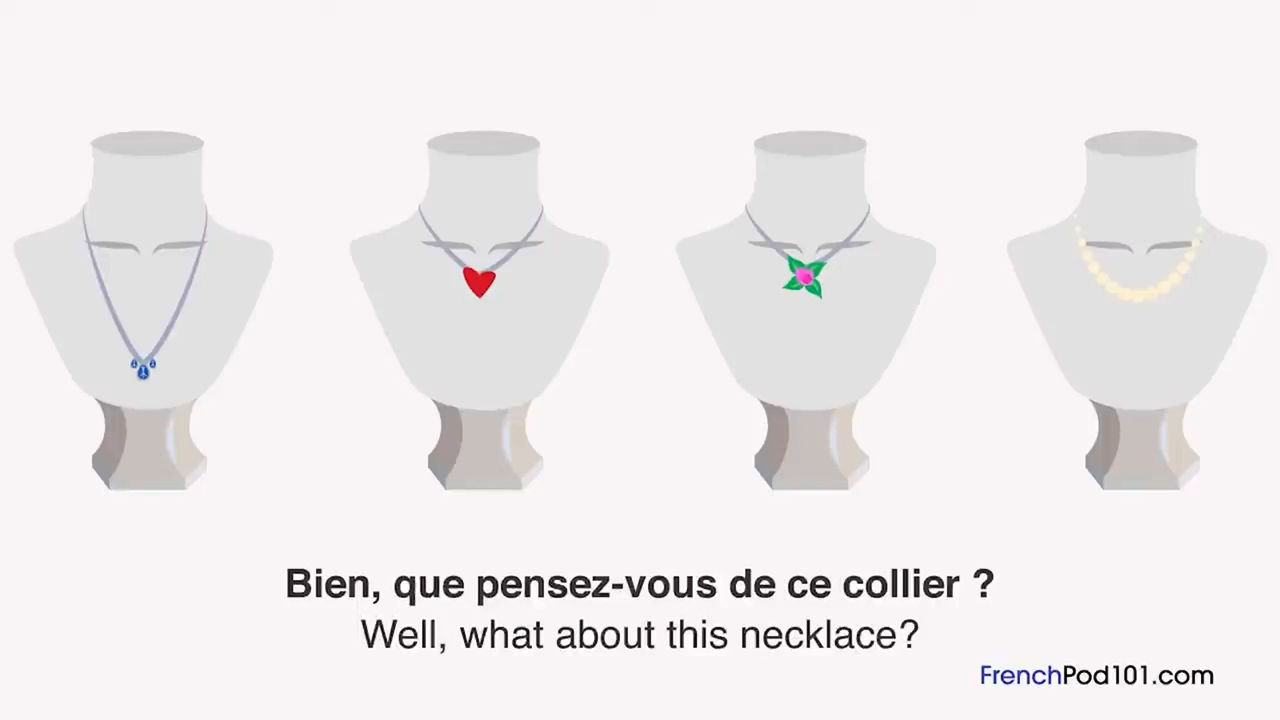 Bien, que pensez-vous de ce collier ?
Well, what about this necklace?
FrenchPod101.com